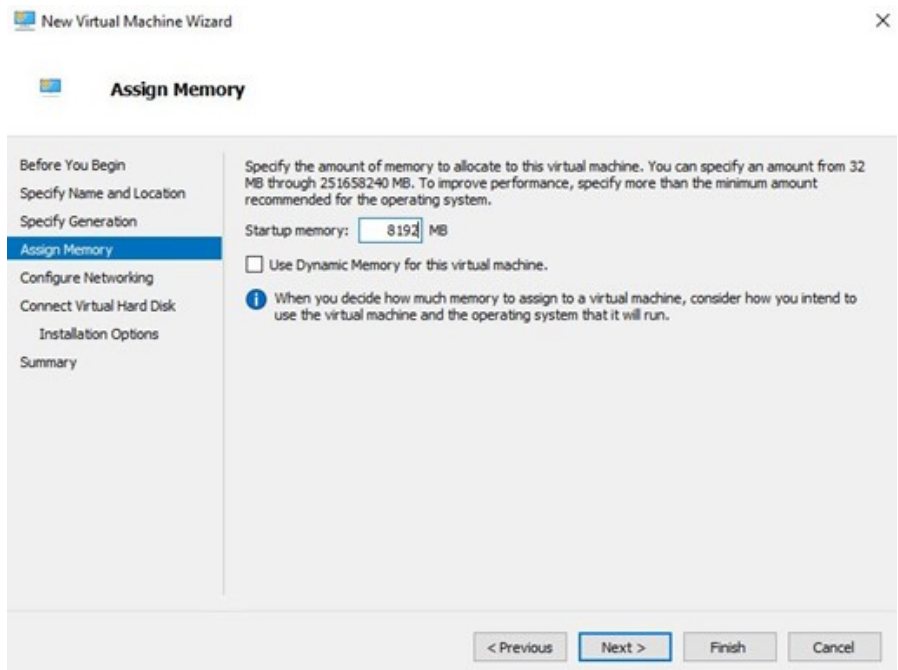 New Virtual Machine Wizard
Assign Memory
Before You Begin
Specify Name and Location
Specify Generation
Assign Memory
Configure Networking
Connect Virtual Hard Disk
Installation Options
Summary
Specify the amount of memory to allocate to this virtual machine. You can specify an amount from 32
MB through 251658240 MB. To improve performance, specify more than the minimum amount
recommended for the operating system.
Startup memory: 8192 MB
Use Dynamic Memory for this virtual machine.
When you decide how much memory to assign to a virtual machine, consider how you intend to
use the virtual machine and the operating system that it will run.
< Previous Next > Finish Cancel